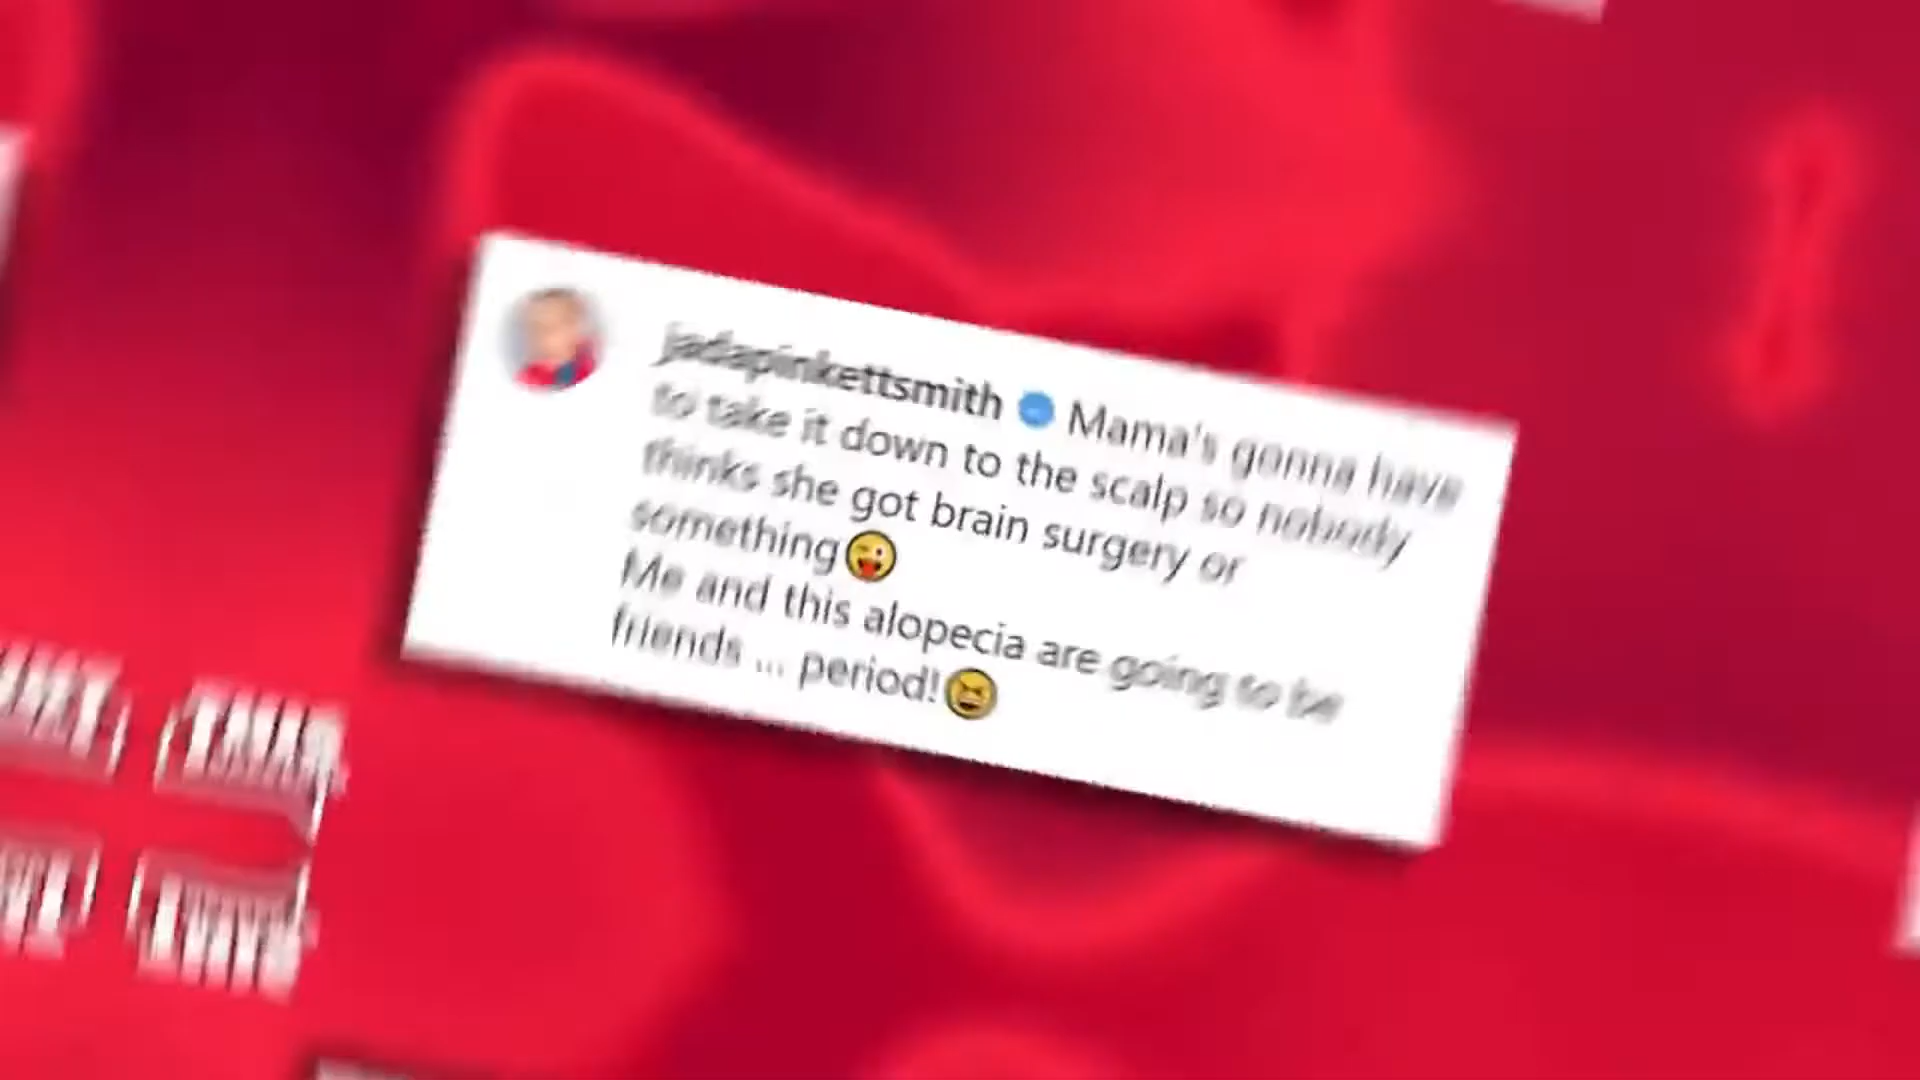 jadapinkettsmith Mama's gonna have
to take it down to the scalp so nobody
thinks she got brain surgery or
something😜
Me and this alopecia are going to be
friends ... period!😆